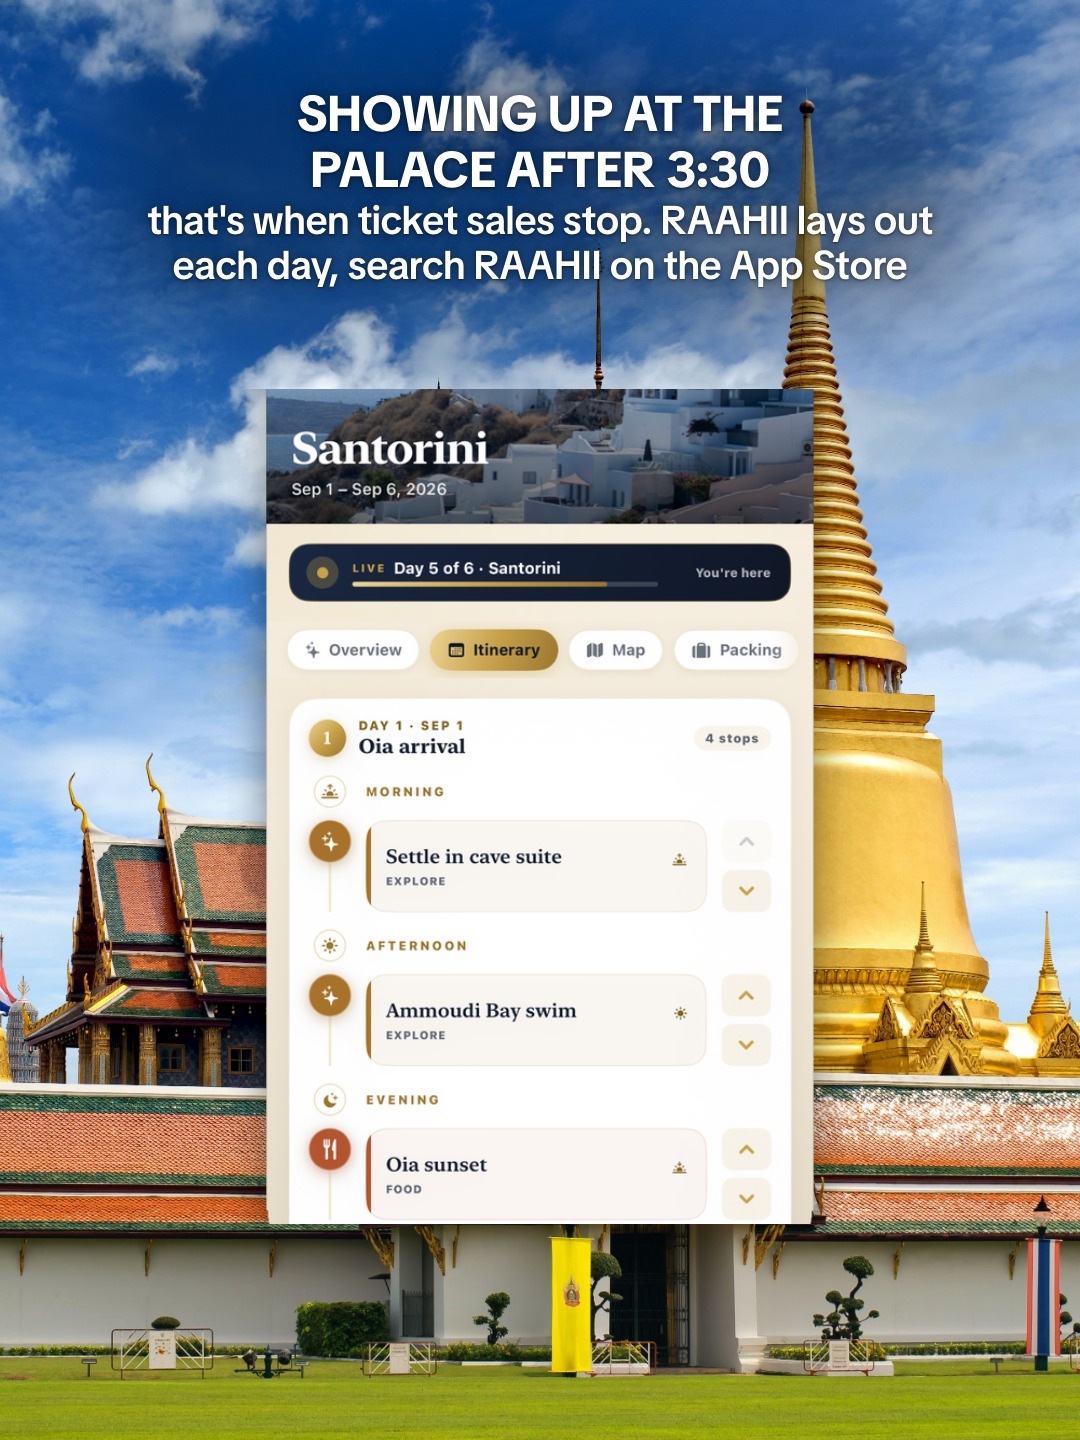 SHOWING UP AT THE
PALACE AFTER 3:30
that's when ticket sales stop. RAAHII lays out
each day, search RAAHII on the App Store
Santorini
Sep 1 – Sep 6, 2026
LIVE Day 5 of 6 · Santorini
You're here
Overview
Itinerary
Map
Packing
1
DAY 1 · SEP 1
Oia arrival
4 stops
MORNING
Settle in cave suite
EXPLORE
AFTERNOON
Ammoudi Bay swim
EXPLORE
EVENING
Oia sunset
FOOD